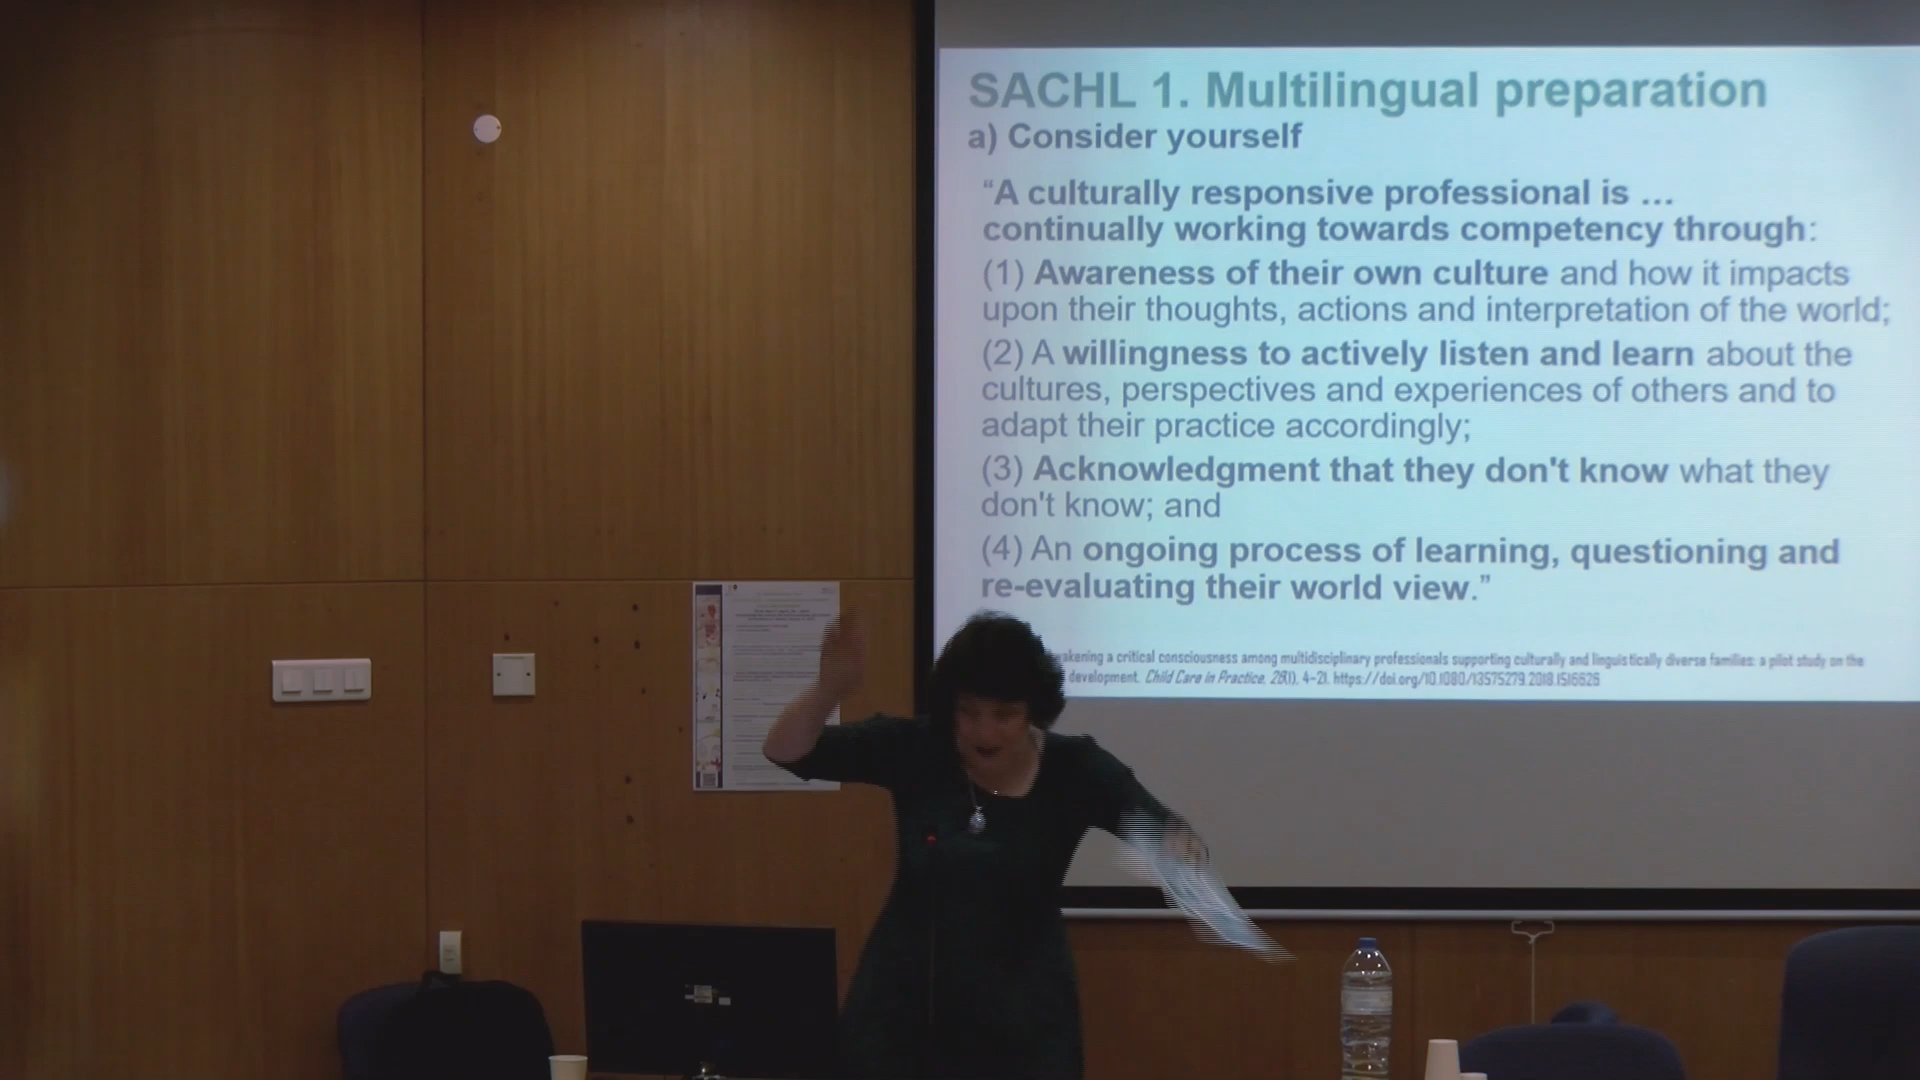 SACHL 1. Multilingual preparation
a) Consider yourself
“A culturally responsive professional is …
continually working towards competency through:
(1) Awareness of their own culture and how it impacts
upon their thoughts, actions and interpretation of the world;
(2) A willingness to actively listen and learn about the
cultures, perspectives and experiences of others and to
adapt their practice accordingly;
(3) Acknowledgment that they don't know what they
don't know; and
(4) An ongoing process of learning, questioning and
re-evaluating their world view.”
a critical consciousness among multidisciplinary professionals supporting culturally and linguistically diverse families: a pilot study on the
development. Child Care in Practice, 28(1), 4-21. https://doi.org/10.1080/13575279.2018.1516626